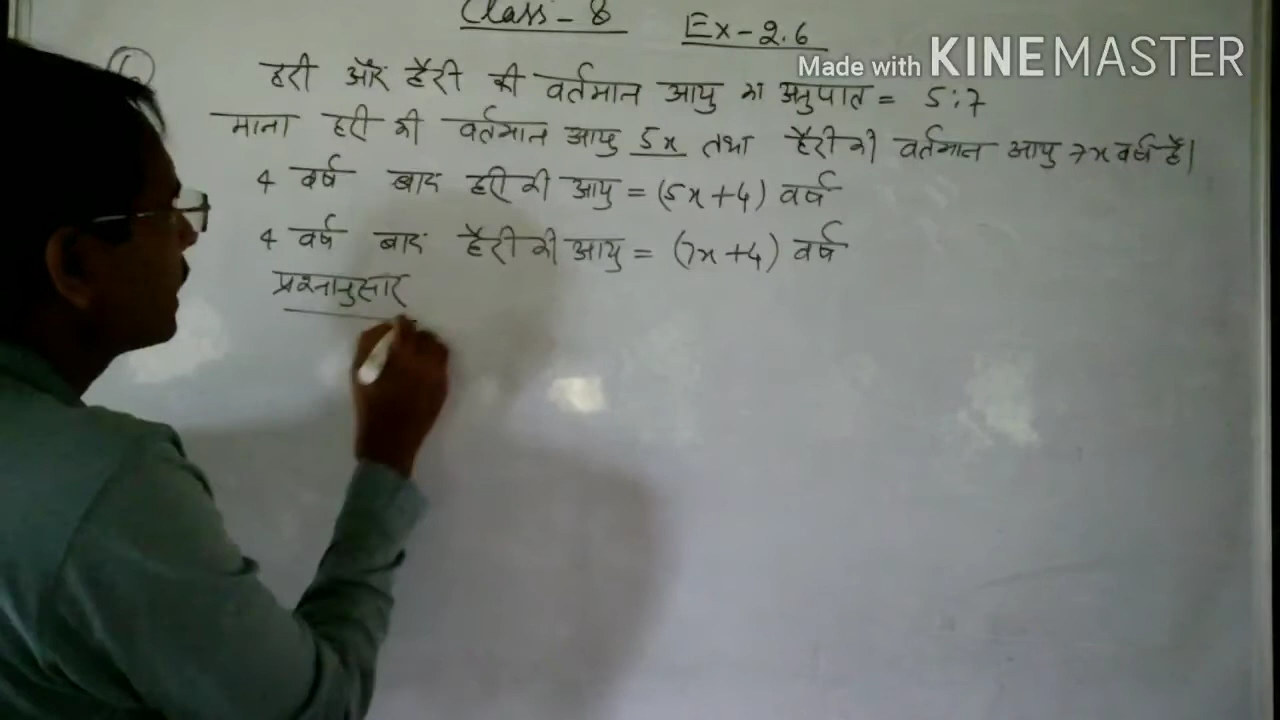 Class - 8 Ex - 2.6
Made with KINEMASTER
हरी और हैरी की वर्तमान आयु का अनुपात = 5:7
माना हरी की वर्तमान आयु 5x तथा हैरी की वर्तमान आयु 7x वर्ष है।
4 वर्ष बाद हरी की आयु = (5x+4) वर्ष
4 वर्ष बाद हैरी की आयु = (7x+4) वर्ष
प्रश्नानुसार